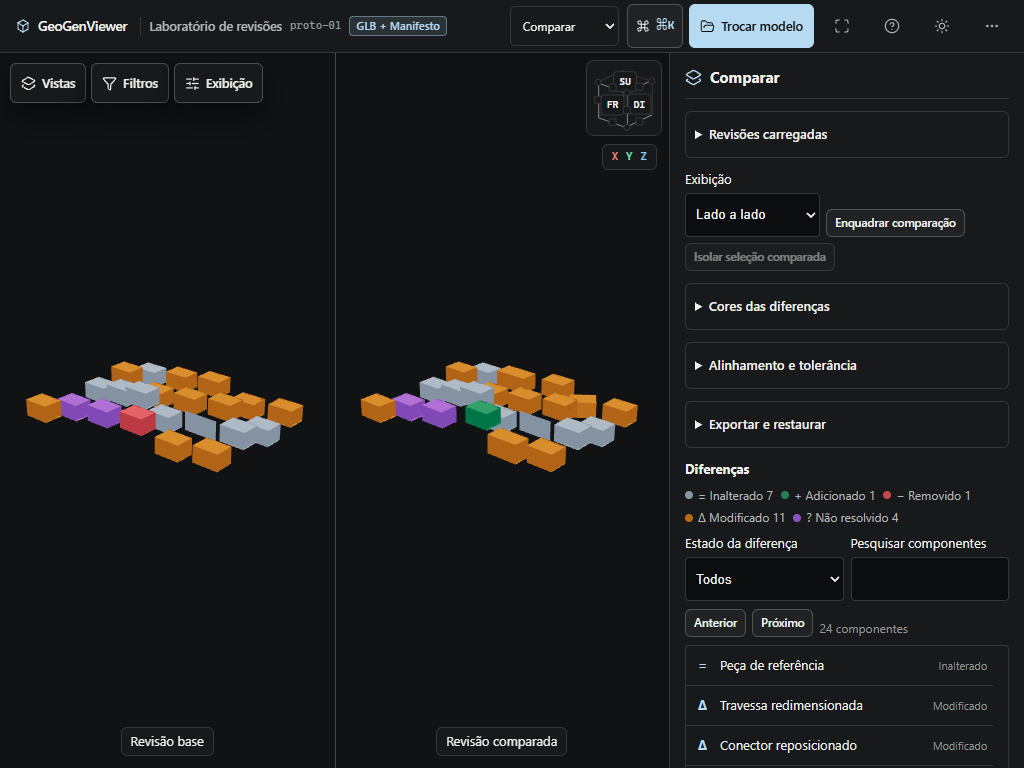 GeoGenViewer Laboratório de revisões proto-01 GLB + Manifesto Comparar ⌘ ⌘K Trocar modelo
Vistas Filtros Exibição
SU
FR DI
X Y Z
Comparar
Revisões carregadas
Exibição
Lado a lado Enquadrar comparação
Isolar seleção comparada
Cores das diferenças
Alinhamento e tolerância
Exportar e restaurar
Diferenças
= Inalterado 7 + Adicionado 1 − Removido 1
Δ Modificado 11 ? Não resolvido 4
Estado da diferença Pesquisar componentes
Todos
Anterior Próximo 24 componentes
= Peça de referência Inalterado
Δ Travessa redimensionada Modificado
Δ Conector reposicionado Modificado
Revisão base Revisão comparada